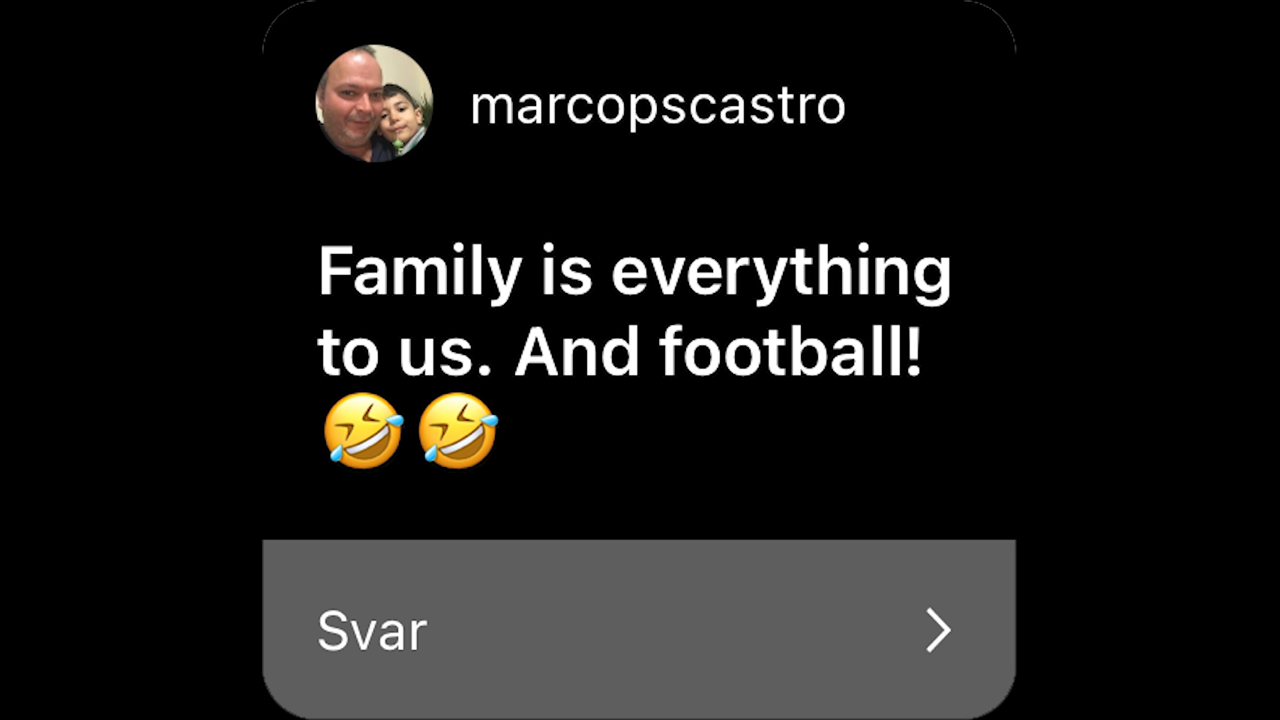 marcopscastro
Family is everything
to us. And football!
🤣 🤣
Svar